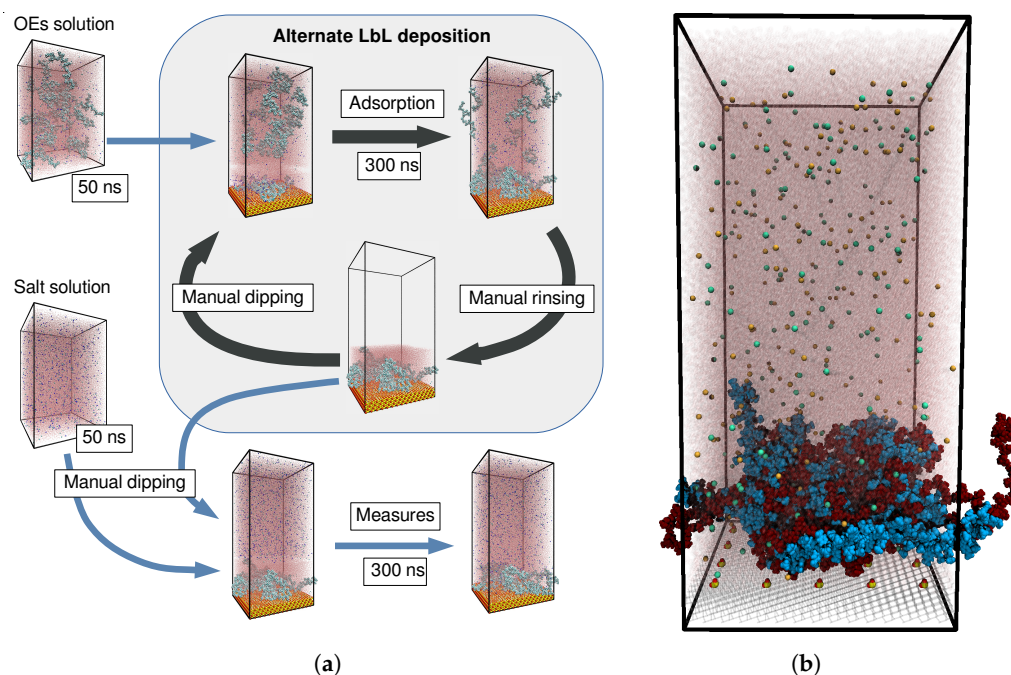 OEs solution
Alternate LbL deposition
Adsorption
50 ns
300 ns
Manual dipping
Manual rinsing
Salt solution
50 ns
Manual dipping
Measures
300 ns
(a)
(b)